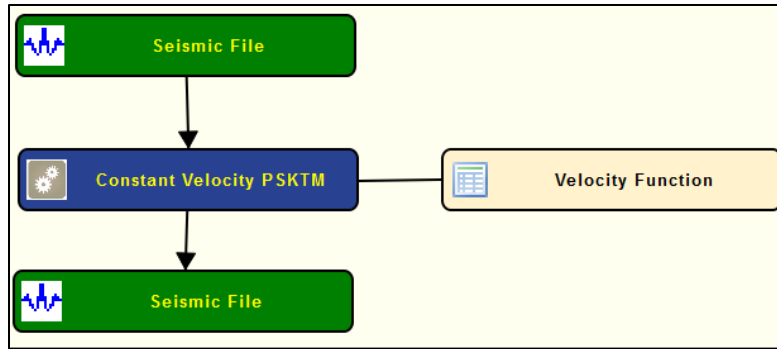 Seismic File
Constant Velocity PSKTM
Velocity Function
Seismic File